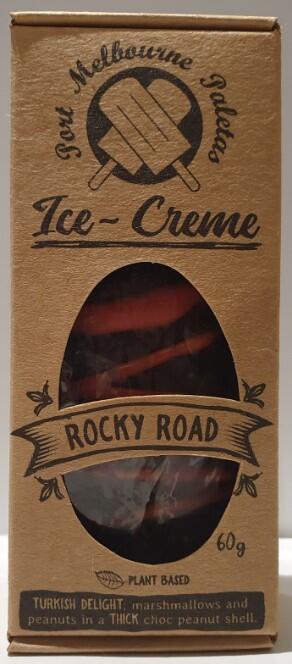 Port Melbourne Paletas
Ice~Creme
ROCKY ROAD
60g
PLANT BASED
TURKISH DELIGHT, marshmallows and
peanuts in a THICK choc peanut shell.